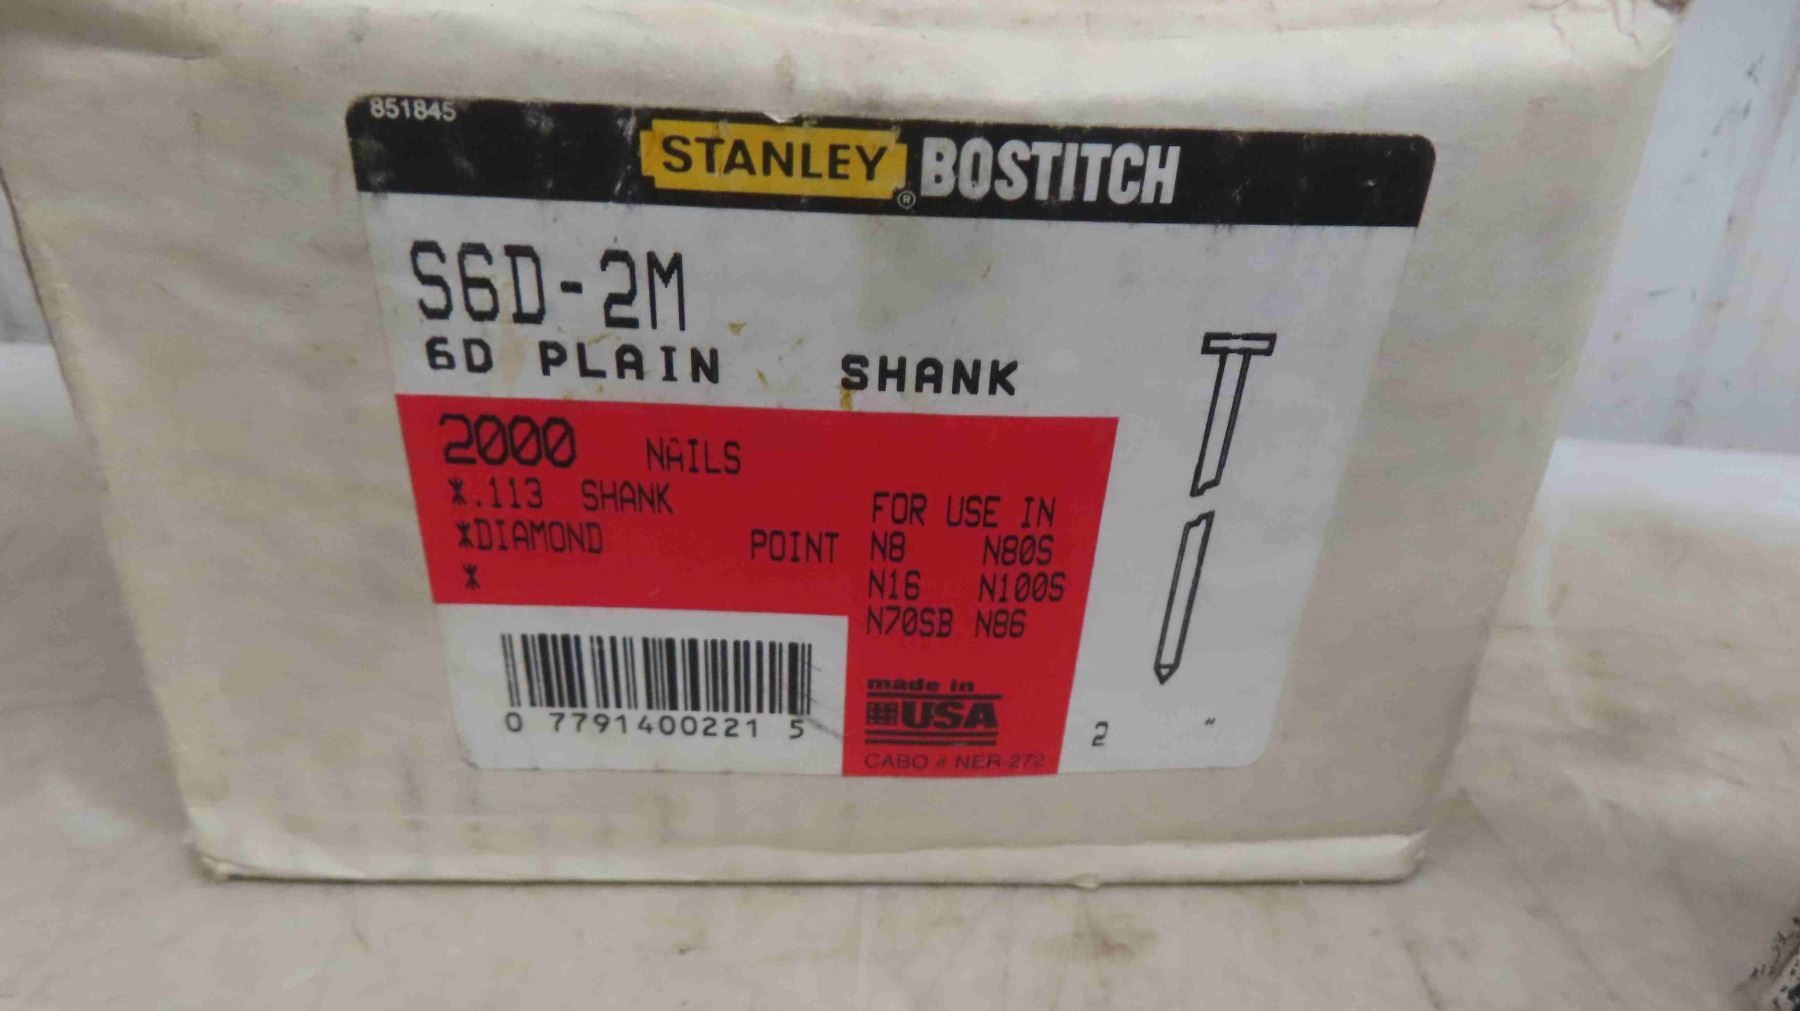 851845
STANLEY® BOSTITCH
S6D-2M
6D PLAIN SHANK
2000 NAILS
*.113 SHANK
*DIAMOND POINT
*
FOR USE IN
N8 N80S
N16 N100S
N70SB N86
made in
USA
CABO # NER-272
0 7791400221 5
2 "